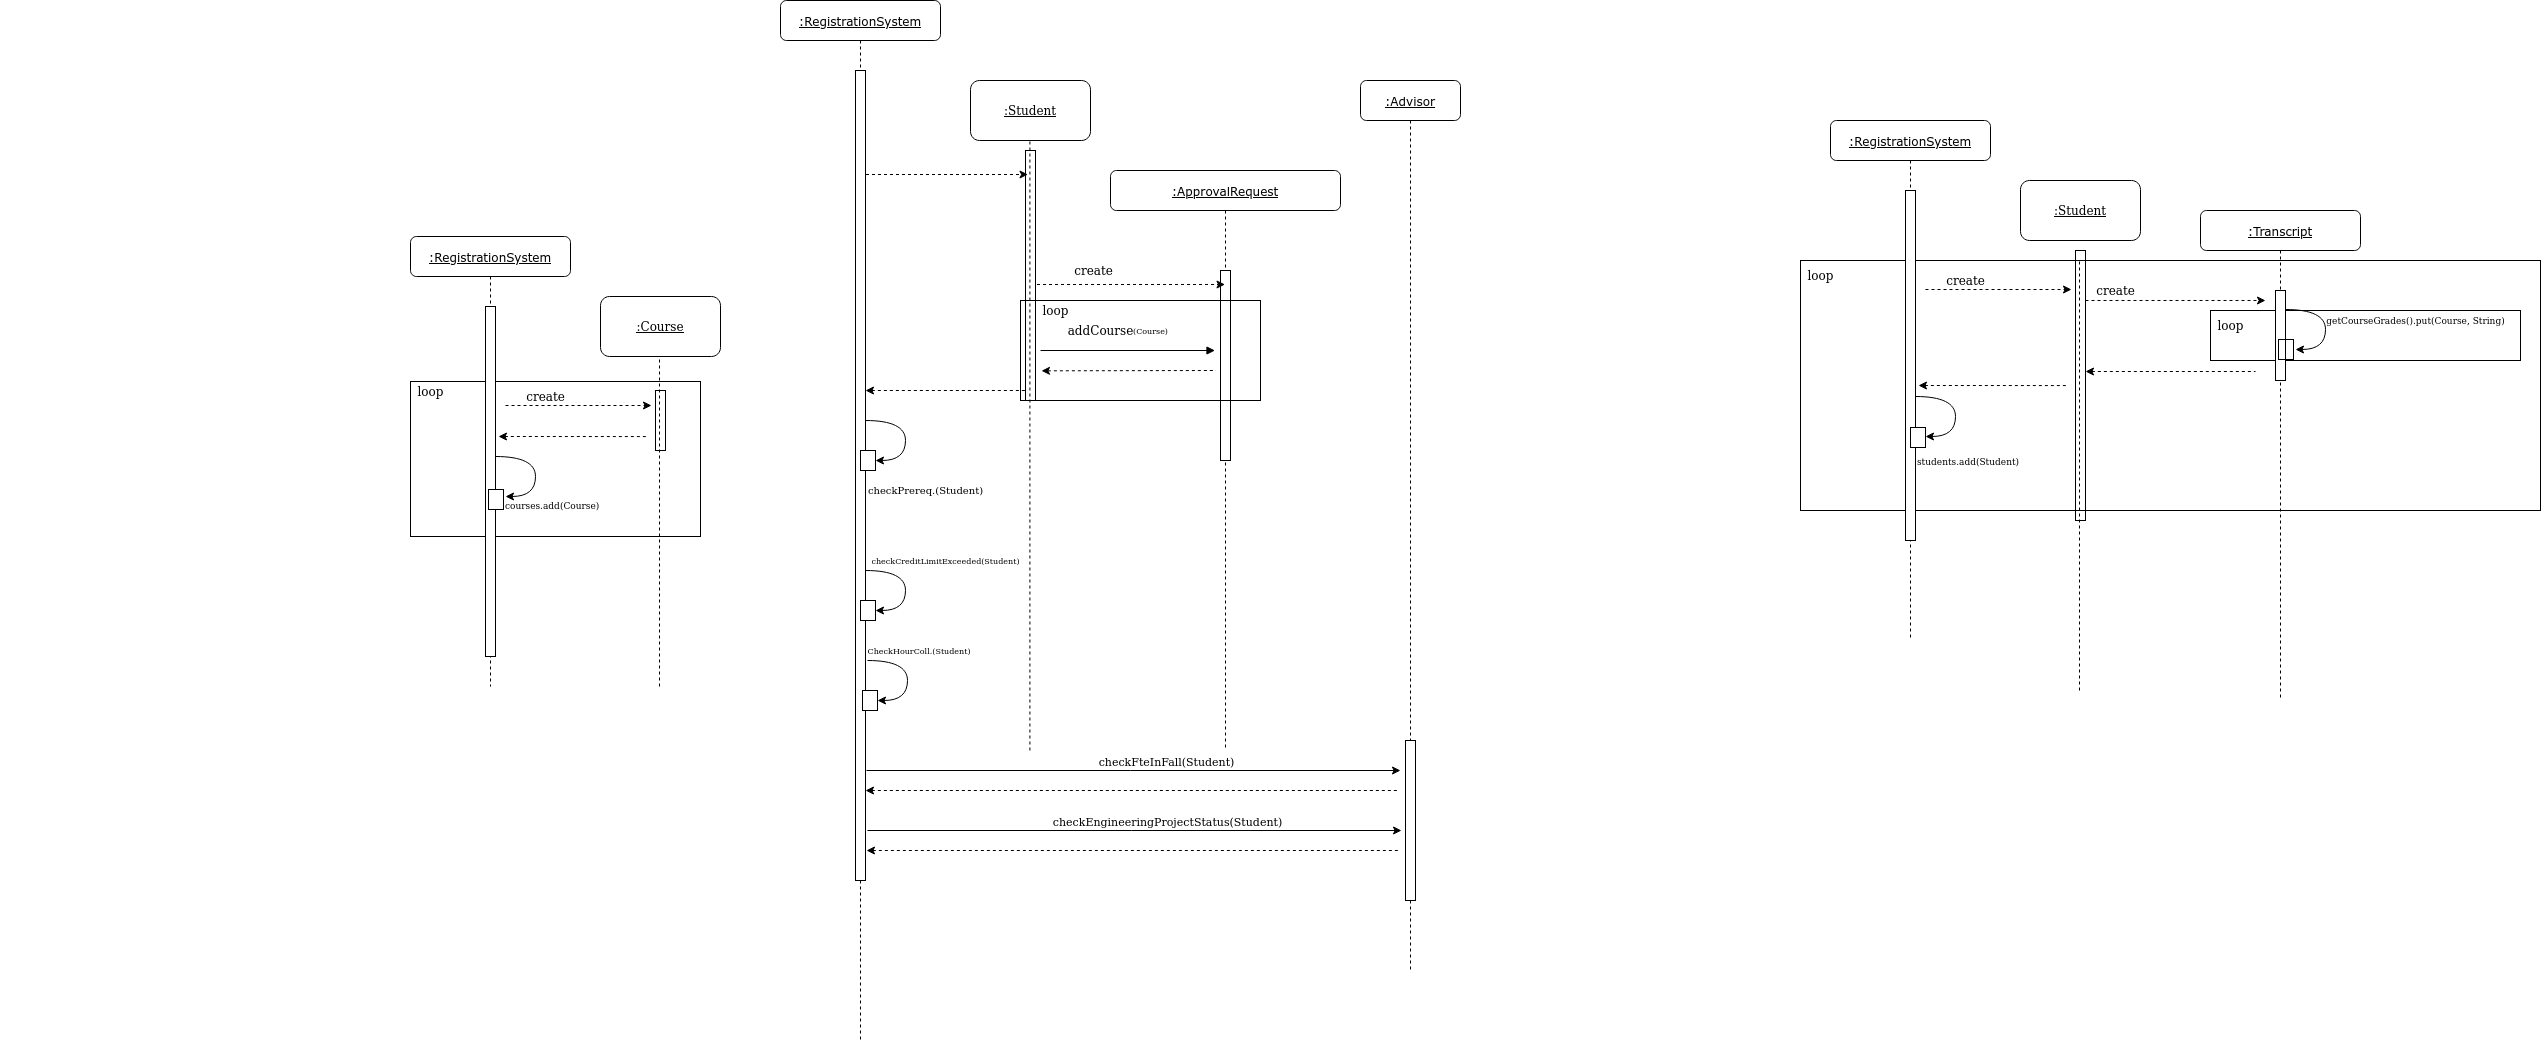 :RegistrationSystem
:Course
loop
create
courses.add(Course)
:RegistrationSystem
:Student
:Advisor
:ApprovalRequest
create
loop
addCourse(Course)
checkPrereq.(Student)
checkCreditLimitExceeded(Student)
CheckHourColl.(Student)
checkFteInFall(Student)
checkEngineeringProjectStatus(Student)
:RegistrationSystem
:Student
:Transcript
loop
create
create
loop
getCourseGrades().put(Course, String)
students.add(Student)